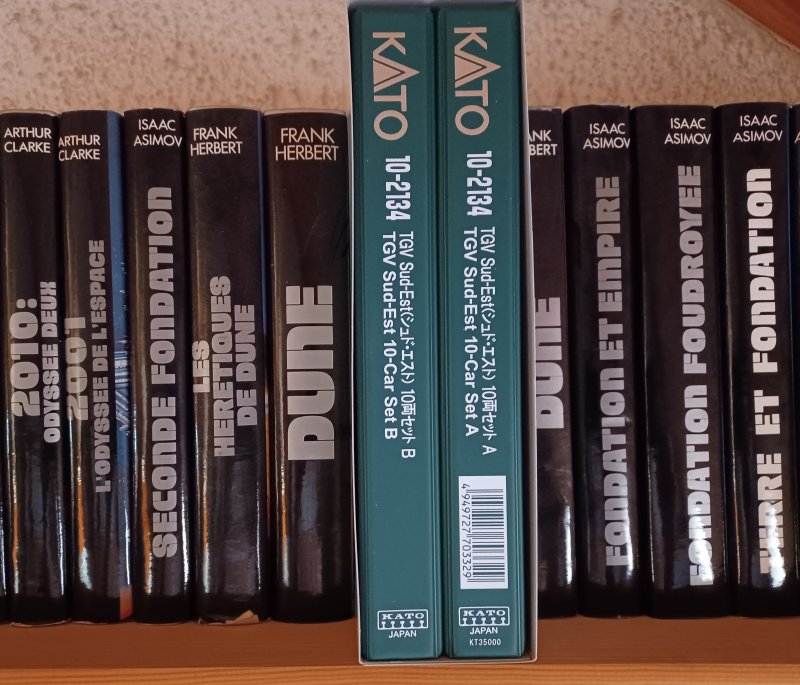 ARTHUR
CLARKE
2010:
ODYSSEE DEUX
ARTHUR
CLARKE
2001
L'ODYSSEE DE L'ESPACE
ISAAC
ASIMOV
SECONDE FONDATION
FRANK
HERBERT
LES
HERETIQUES
DE DUNE
FRANK
HERBERT
DUNE
KATO
10-2134
TGV Sud-Est(シュド・エスト) 10両セット B
TGV Sud-Est 10-Car Set B
KATO
JAPAN
KATO
10-2134
TGV Sud-Est(シュド・エスト) 10両セット A
TGV Sud-Est 10-Car Set A
4949727 703329
KATO
JAPAN
KT35000
ANK
BERT
DUNE
ISAAC
ASIMOV
FONDATION ET EMPIRE
ISAAC
ASIMOV
FONDATION FOUDROYEE
ISAAC
ASIMOV
TERRE ET FONDATION